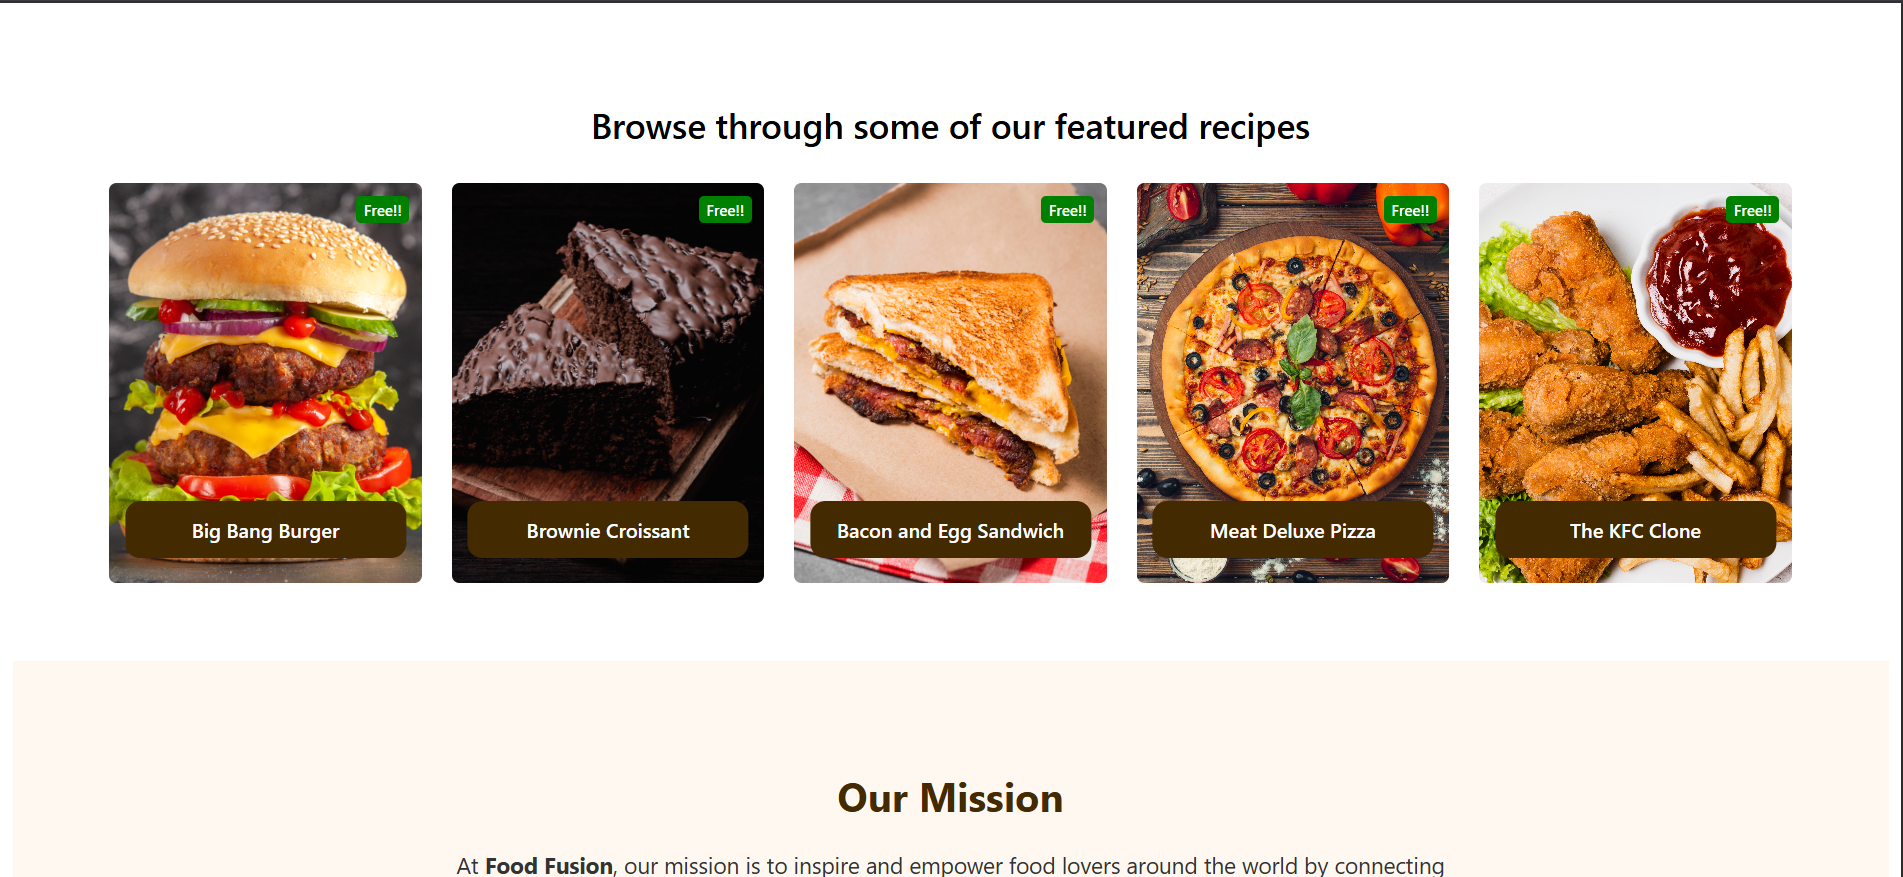 Browse through some of our featured recipes
Free!!
Free!!
Free!!
Free!!
Free!!
Big Bang Burger
Brownie Croissant
Bacon and Egg Sandwich
Meat Deluxe Pizza
The KFC Clone
Our Mission
At Food Fusion, our mission is to inspire and empower food lovers around the world by connecting